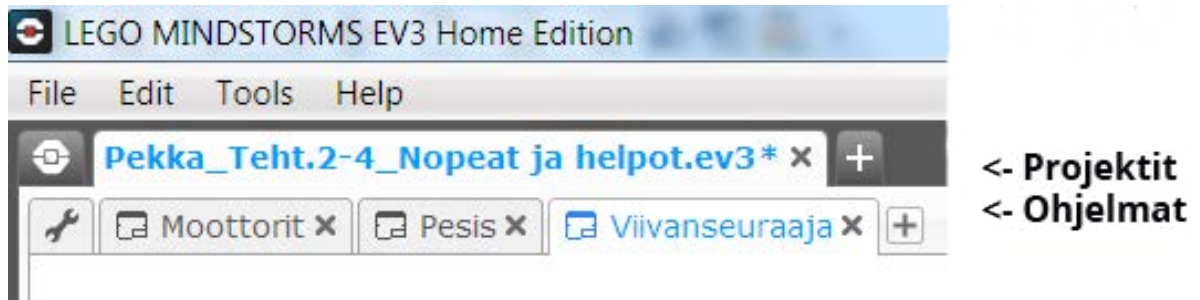 LEGO MINDSTORMS EV3 Home Edition
File Edit Tools Help
Pekka_Teht.2-4_Nopeat ja helpot.ev3* × +
<- Projektit
Moottorit × Pesis × Viivanseuraaja × +
<- Ohjelmat